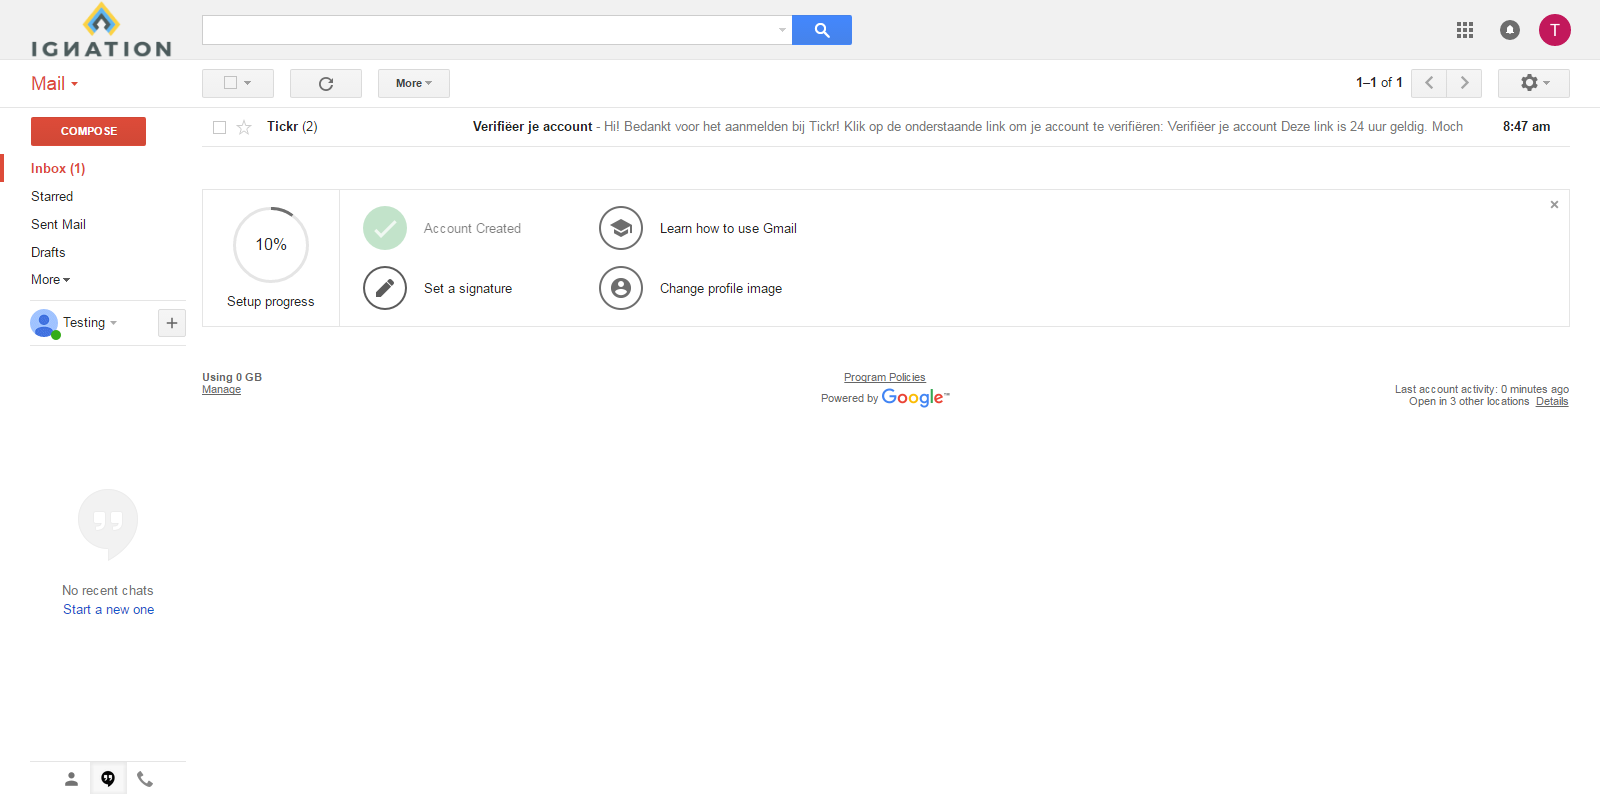 IGNATION
T
Mail
More
1–1 of 1
COMPOSE
Tickr (2) Verifiëer je account - Hi! Bedankt voor het aanmelden bij Tickr! Klik op de onderstaande link om je account te verifiëren: Verifiëer je account Deze link is 24 uur geldig. Moch 8:47 am
Inbox (1)
Starred
Sent Mail
Drafts
More
Testing
10%
Setup progress
Account Created
Learn how to use Gmail
Set a signature
Change profile image
Using 0 GB
Manage
Program Policies
Powered by Google™
Last account activity: 0 minutes ago
Open in 3 other locations Details
No recent chats
Start a new one